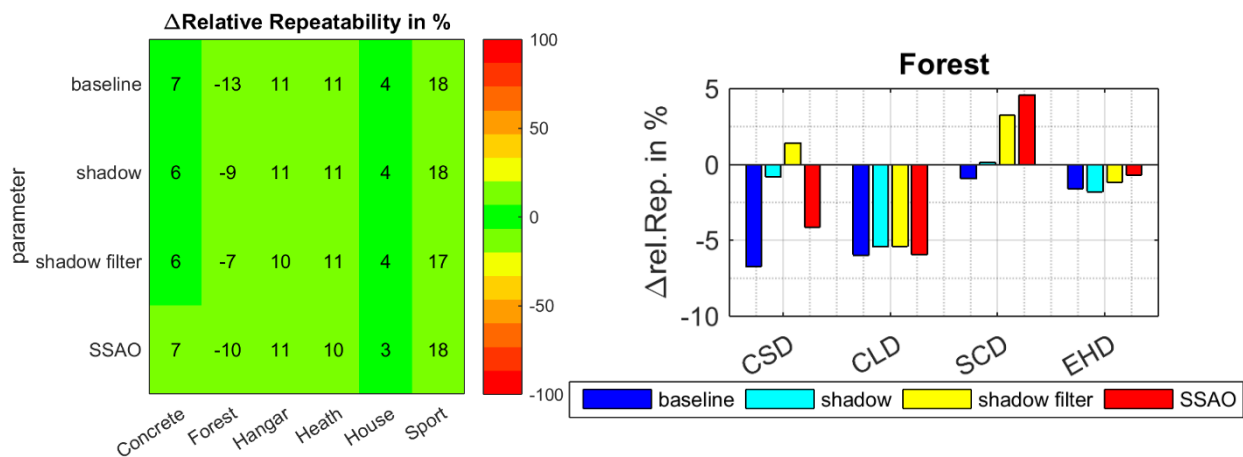 ΔRelative Repeatability in %
parameter
baseline 7 -13 11 11 4 18
shadow 6 -9 11 11 4 18
shadow filter 6 -7 10 11 4 17
SSAO 7 -10 11 10 3 18
Concrete Forest Hangar Heath House Sport
100
50
0
-50
-100
Forest
Δrel.Rep. in %
5
0
-5
-10
CSD CLD SCD EHD
baseline shadow shadow filter SSAO